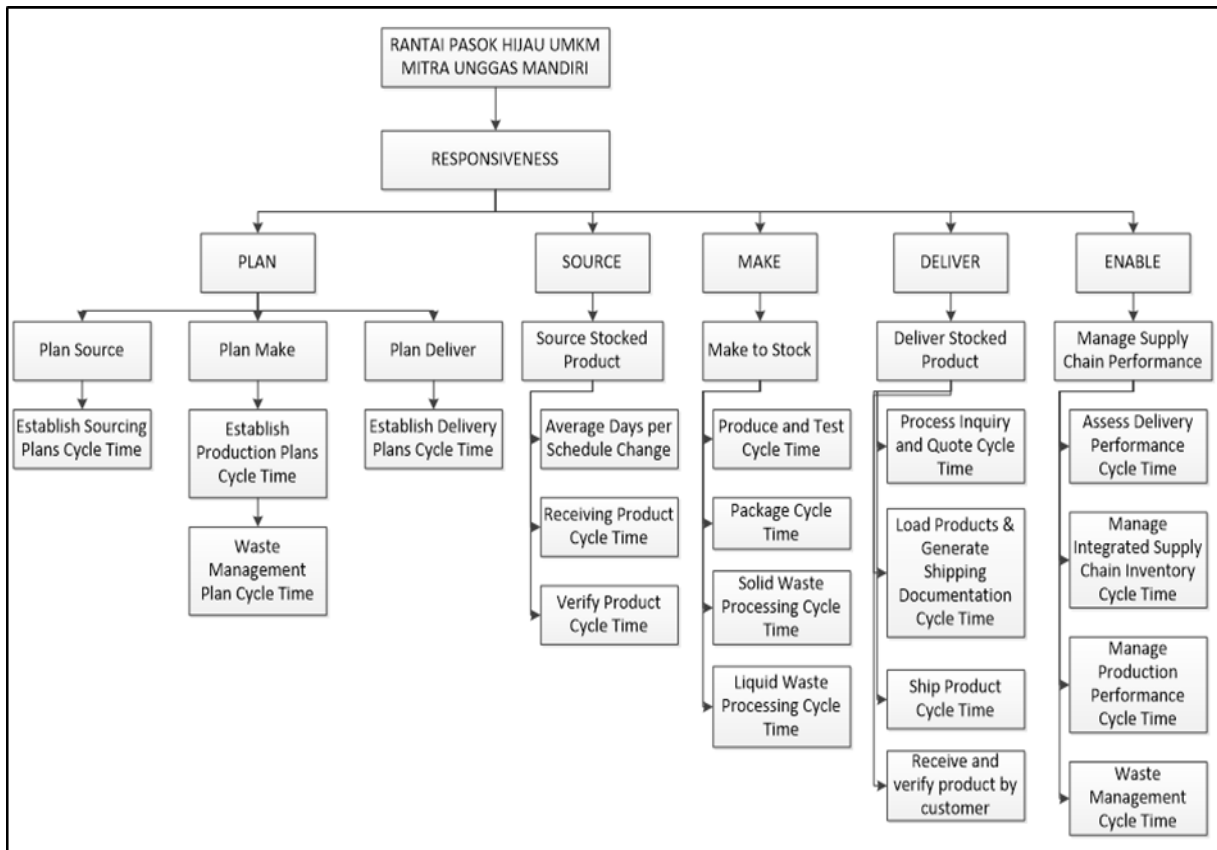 RANTAI PASOK HIJAU UMKM
MITRA UNGGAS MANDIRI
RESPONSIVENESS
PLAN
SOURCE
MAKE
DELIVER
ENABLE
Plan Source
Plan Make
Plan Deliver
Source Stocked
Product
Make to Stock
Deliver Stocked
Product
Manage Supply
Chain Performance
Establish Sourcing
Plans Cycle Time
Establish
Production Plans
Cycle Time
Waste
Management
Plan Cycle Time
Establish Delivery
Plans Cycle Time
Average Days per
Schedule Change
Receiving Product
Cycle Time
Verify Product
Cycle Time
Produce and Test
Cycle Time
Package Cycle
Time
Solid Waste
Processing Cycle
Time
Liquid Waste
Processing Cycle
Time
Process Inquiry
and Quote Cycle
Time
Load Products &
Generate
Shipping
Documentation
Cycle Time
Ship Product
Cycle Time
Receive and
verify product by
customer
Assess Delivery
Performance
Cycle Time
Manage
Integrated Supply
Chain Inventory
Cycle Time
Manage
Production
Performance
Cycle Time
Waste
Management
Cycle Time